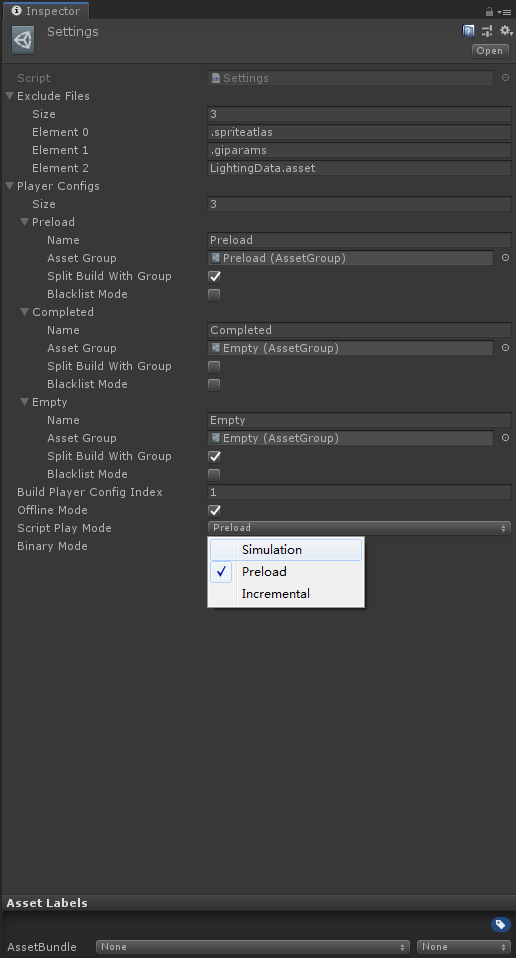 Inspector
Settings
Open
Script Settings
Exclude Files
Size 3
Element 0 .spriteatlas
Element 1 .giparams
Element 2 LightingData.asset
Player Configs
Size 3
Preload
Name Preload
Asset Group Preload (AssetGroup)
Split Build With Group
Blacklist Mode
Completed
Name Completed
Asset Group Empty (AssetGroup)
Split Build With Group
Blacklist Mode
Empty
Name Empty
Asset Group Empty (AssetGroup)
Split Build With Group
Blacklist Mode
Build Player Config Index 1
Offline Mode
Script Play Mode Preload
Binary Mode
Simulation
Preload
Incremental
Asset Labels
AssetBundle None None